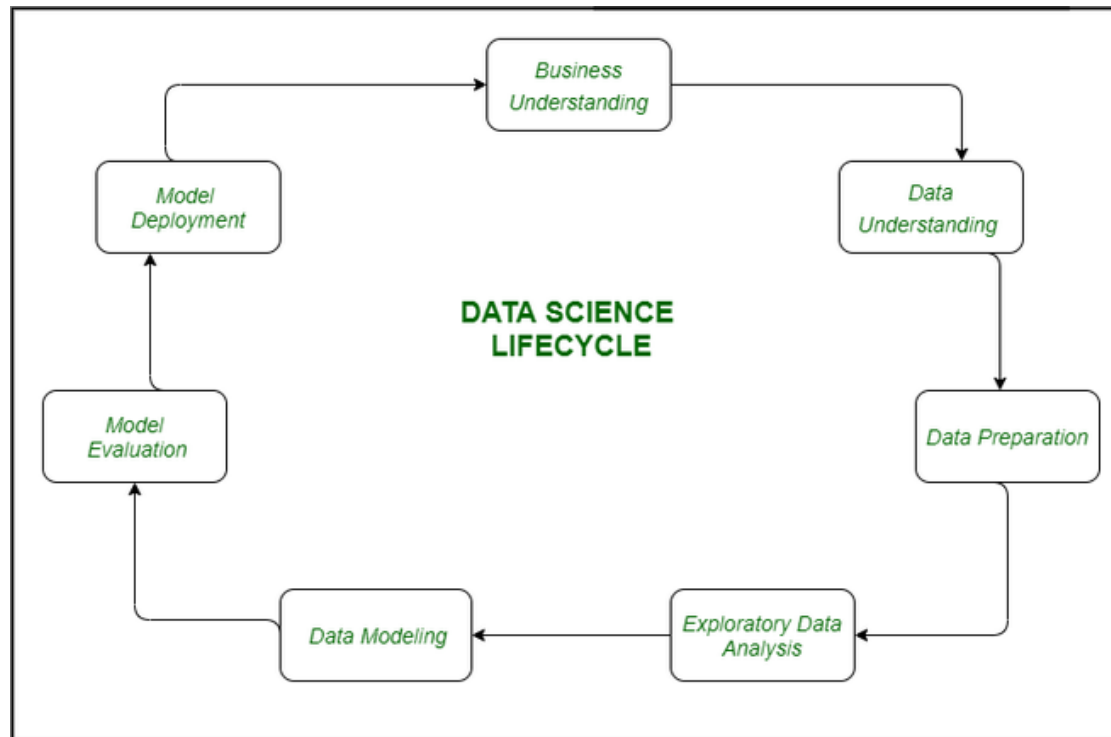 Business
Understanding
Data
Understanding
Data Preparation
Exploratory Data
Analysis
Data Modeling
Model
Evaluation
Model
Deployment
DATA SCIENCE
LIFECYCLE